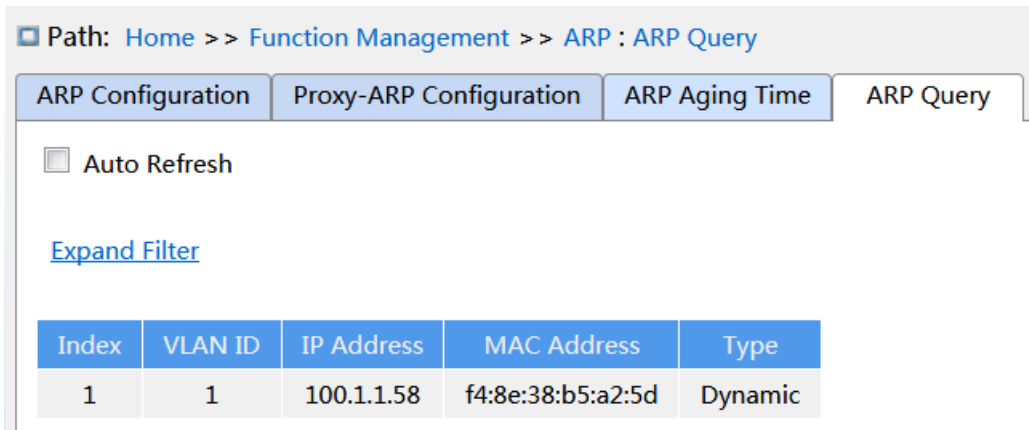 Path: Home >> Function Management >> ARP : ARP Query
ARP Configuration Proxy-ARP Configuration ARP Aging Time ARP Query
Auto Refresh
Expand Filter
Index VLAN ID IP Address MAC Address Type
1 1 100.1.1.58 f4:8e:38:b5:a2:5d Dynamic